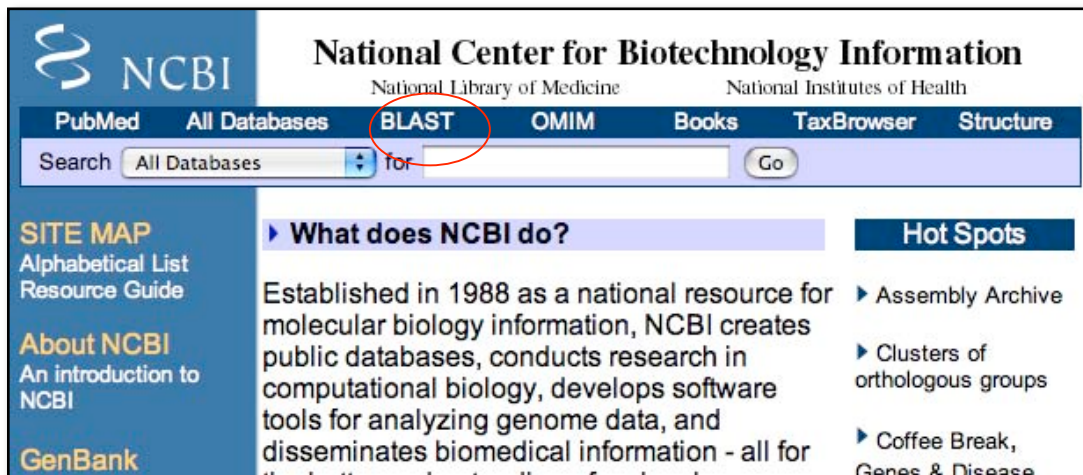 NCBI
National Center for Biotechnology Information
National Library of Medicine National Institutes of Health
PubMed All Databases BLAST OMIM Books TaxBrowser Structure
Search All Databases for Go
SITE MAP
Alphabetical List
Resource Guide
About NCBI
An introduction to
NCBI
GenBank
What does NCBI do?
Established in 1988 as a national resource for
molecular biology information, NCBI creates
public databases, conducts research in
computational biology, develops software
tools for analyzing genome data, and
disseminates biomedical information - all for
Hot Spots
Assembly Archive
Clusters of
orthologous groups
Coffee Break,
Genes & Disease